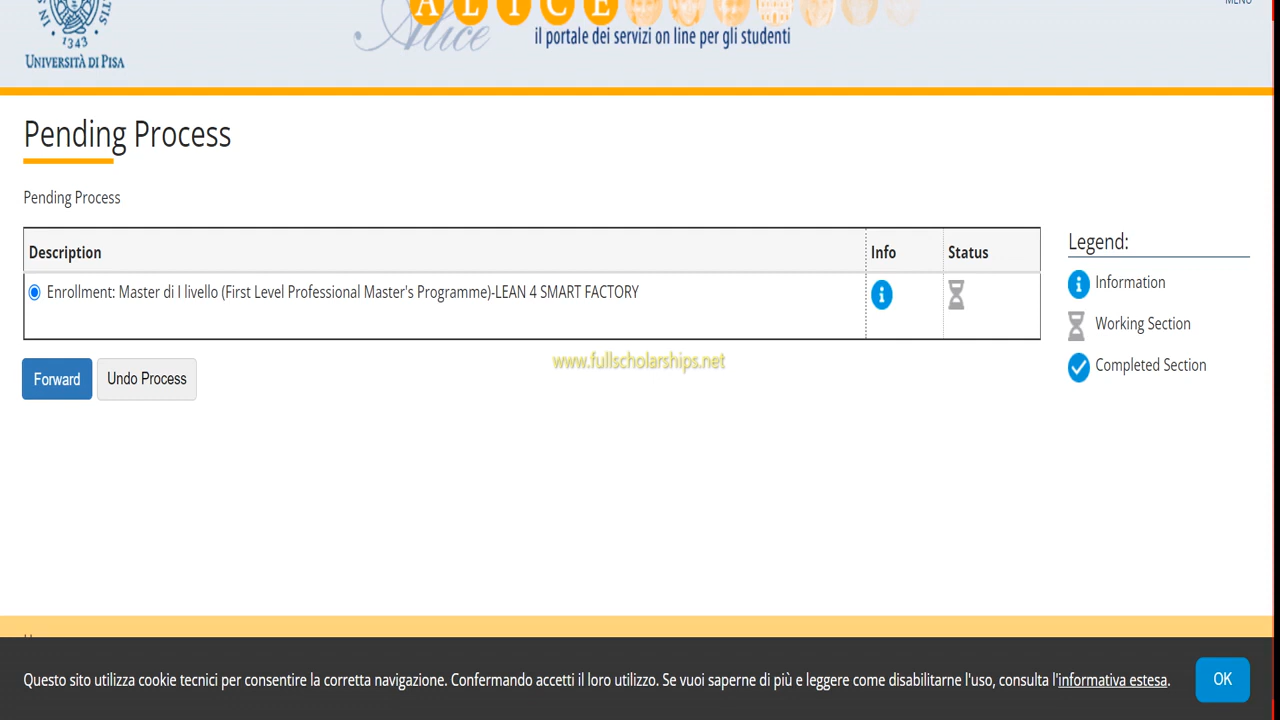 MENU
ALICE
Alice
il portale dei servizi on line per gli studenti
1343
UNIVERSITÀ DI PISA
Pending Process
Pending Process
Description Info Status
Enrollment: Master di I livello (First Level Professional Master's Programme)-LEAN 4 SMART FACTORY
Legend:
Information
Working Section
Completed Section
www.fullscholarships.net
Forward Undo Process
Questo sito utilizza cookie tecnici per consentire la corretta navigazione. Confermando accetti il loro utilizzo. Se vuoi saperne di più e leggere come disabilitarne l'uso, consulta l'informativa estesa. OK